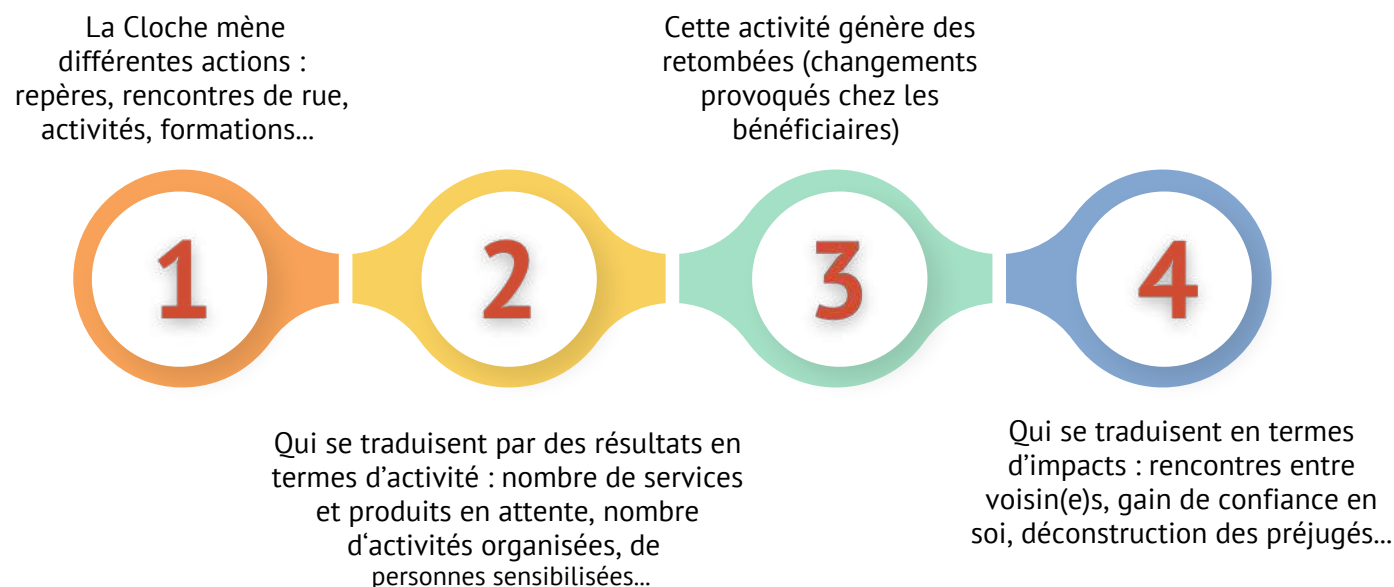 La Cloche mène
différentes actions :
repères, rencontres de rue,
activités, formations...
Cette activité génère des
retombées (changements
provoqués chez les
bénéficiaires)
1
2
3
4
Qui se traduisent par des résultats en
termes d’activité : nombre de services
et produits en attente, nombre
d‘activités organisées, de
personnes sensibilisées...
Qui se traduisent en termes
d’impacts : rencontres entre
voisin(e)s, gain de confiance en
soi, déconstruction des préjugés...